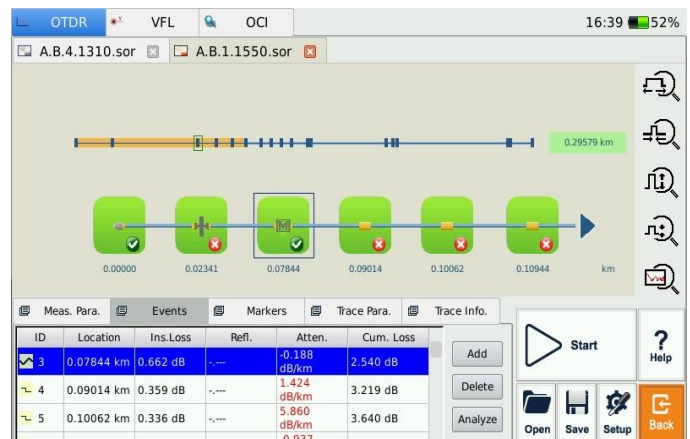 OTDR VFL OCI 16:39 52%
A.B.4.1310.sor A.B.1.1550.sor
0.29579 km
M
0.00000 0.02341 0.07844 0.09014 0.10062 0.10944 km
Meas. Para. Events Markers Trace Para. Trace Info.
ID Location Ins.Loss Refl. Atten. Cum. Loss
3 0.07844 km 0.662 dB -.--- -0.188 dB/km 2.540 dB
4 0.09014 km 0.359 dB -.--- 1.424 dB/km 3.219 dB
5 0.10062 km 0.336 dB -.--- 5.860 dB/km 3.640 dB
Add
Delete
Analyze
Start
? Help
Open Save Setup Back